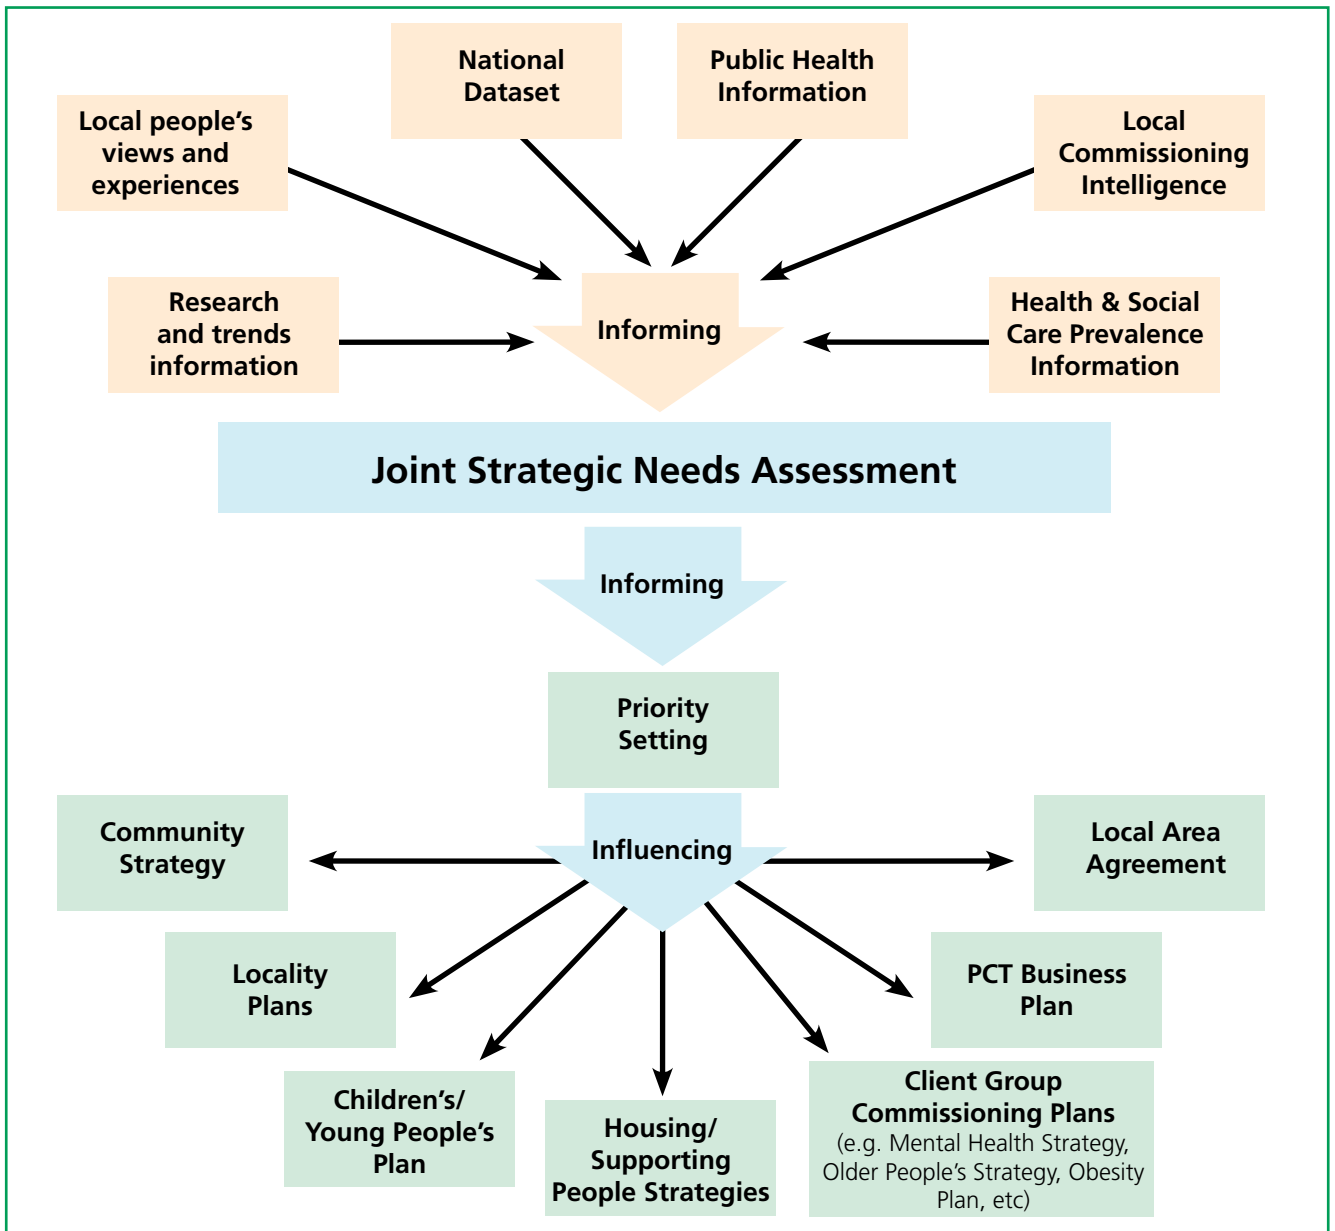 National
Dataset
Public Health
Information
Local people’s
views and
experiences
Local
Commissioning
Intelligence
Research
and trends
information
Informing
Health & Social
Care Prevalence
Information
Joint Strategic Needs Assessment
Informing
Priority
Setting
Community
Strategy
Influencing
Local Area
Agreement
Locality
Plans
PCT Business
Plan
Children’s/
Young People’s
Plan
Housing/
Supporting
People Strategies
Client Group
Commissioning Plans
(e.g. Mental Health Strategy,
Older People’s Strategy, Obesity
Plan, etc)